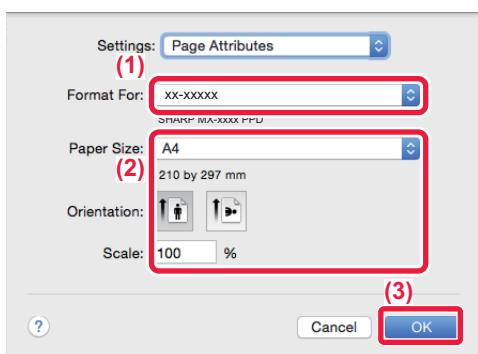 Settings: Page Attributes
(1)
Format For: xx-xxxxx
SHARP MX-xxxx PPD
Paper Size: A4
(2)
210 by 297 mm
Orientation:
Scale: 100 %
(3)
? Cancel OK